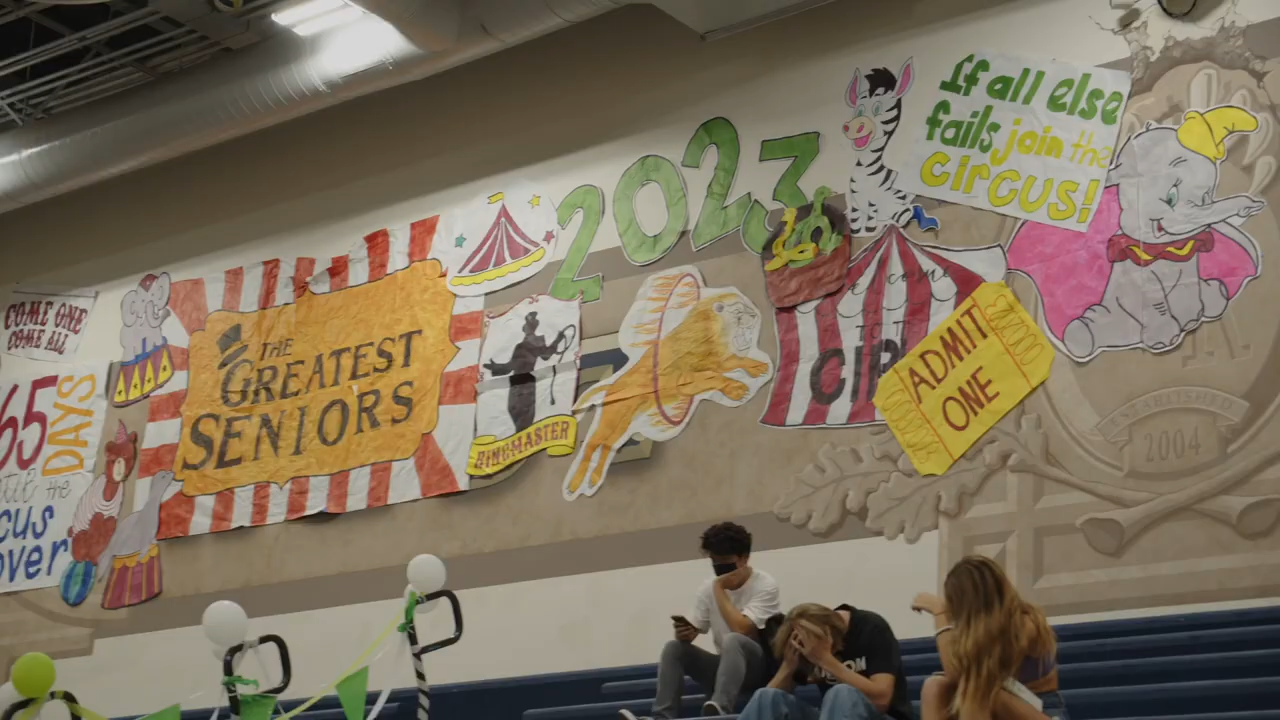 COME ONE
COME ALL
65
DAYS
the
THE
GREATEST
SENIORS
RINGMASTER
2023
If all else
fails join the
CIRCUS!
ADMIT
ONE
ESTABLISHED
2004